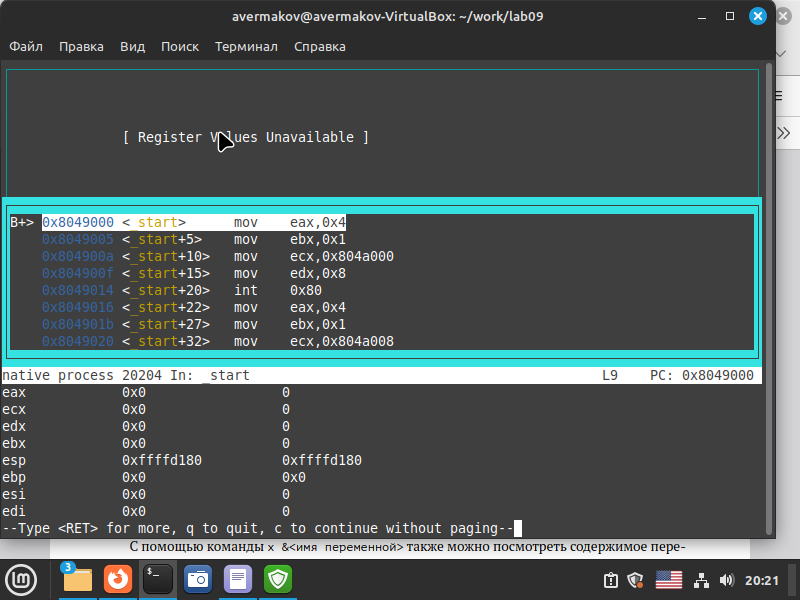 avermakov@avermakov-VirtualBox: ~/work/lab09
Файл Правка Вид Поиск Терминал Справка
[ Register Values Unavailable ]
B+> 0x8049000 <_start> mov eax,0x4
0x8049005 <_start+5> mov ebx,0x1
0x804900a <_start+10> mov ecx,0x804a000
0x804900f <_start+15> mov edx,0x8
0x8049014 <_start+20> int 0x80
0x8049016 <_start+22> mov eax,0x4
0x804901b <_start+27> mov ebx,0x1
0x8049020 <_start+32> mov ecx,0x804a008
native process 20204 In: _start L9 PC: 0x8049000
eax 0x0 0
ecx 0x0 0
edx 0x0 0
ebx 0x0 0
esp 0xffffd180 0xffffd180
ebp 0x0 0x0
esi 0x0 0
edi 0x0 0
--Type <RET> for more, q to quit, c to continue without paging--
С помощью команды x &<имя переменной> также можно посмотреть содержимое пере-
3
$_
20:21